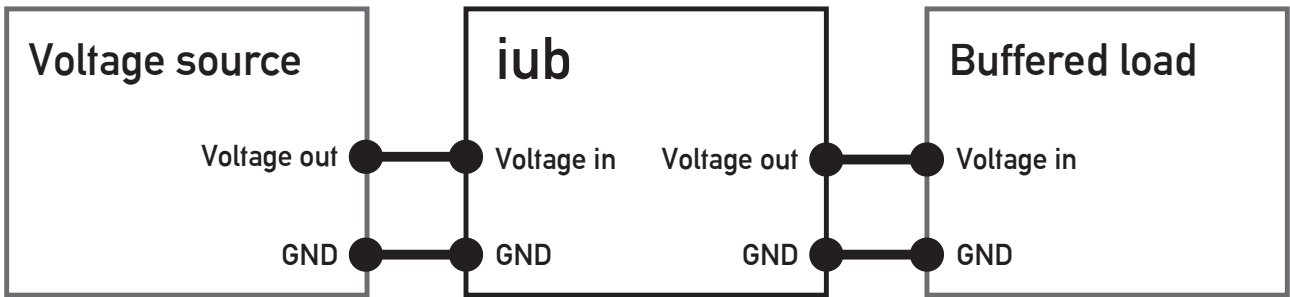 Voltage source
Voltage out
GND
iub
Voltage in
Voltage out
GND
GND
Buffered load
Voltage in
GND